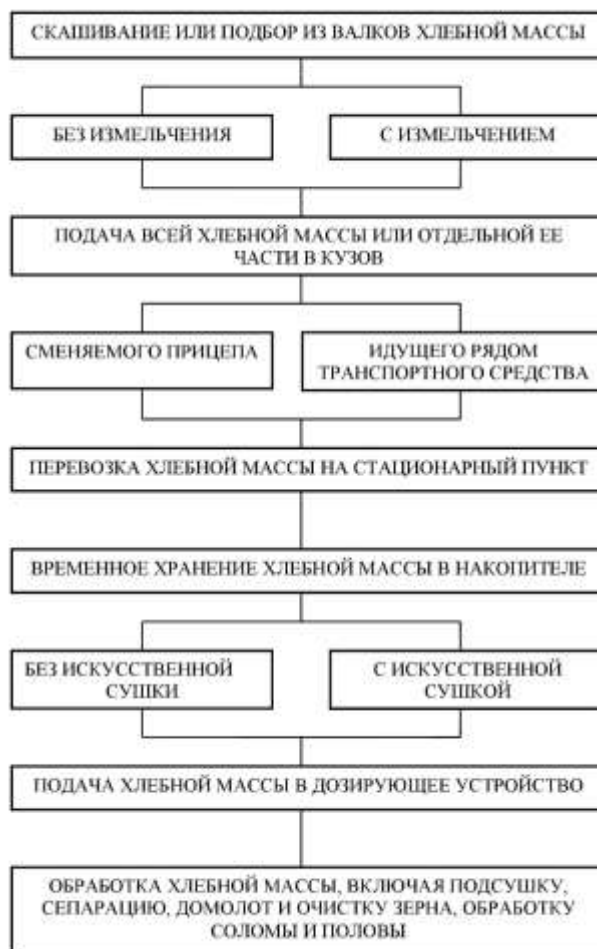 СКАШИВАНИЕ ИЛИ ПОДБОР ИЗ ВАЛКОВ ХЛЕБНОЙ МАССЫ
БЕЗ ИЗМЕЛЬЧЕНИЯ
С ИЗМЕЛЬЧЕНИЕМ
ПОДАЧА ВСЕЙ ХЛЕБНОЙ МАССЫ ИЛИ ОТДЕЛЬНОЙ ЕЕ
ЧАСТИ В КУЗОВ
СМЕНЯЕМОГО ПРИЦЕПА
ИДУЩЕГО РЯДОМ
ТРАНСПОРТНОГО СРЕДСТВА
ПЕРЕВОЗКА ХЛЕБНОЙ МАССЫ НА СТАЦИОНАРНЫЙ ПУНКТ
ВРЕМЕННОЕ ХРАНЕНИЕ ХЛЕБНОЙ МАССЫ В НАКОПИТЕЛЕ
БЕЗ ИСКУССТВЕННОЙ
СУШКИ
С ИСКУССТВЕННОЙ
СУШКОЙ
ПОДАЧА ХЛЕБНОЙ МАССЫ В ДОЗИРУЮЩЕЕ УСТРОЙСТВО
ОБРАБОТКА ХЛЕБНОЙ МАССЫ, ВКЛЮЧАЯ ПОДСУШКУ,
СЕПАРАЦИЮ, ДОМОЛОТ И ОЧИСТКУ ЗЕРНА, ОБРАБОТКУ
СОЛОМЫ И ПОЛОВЫ